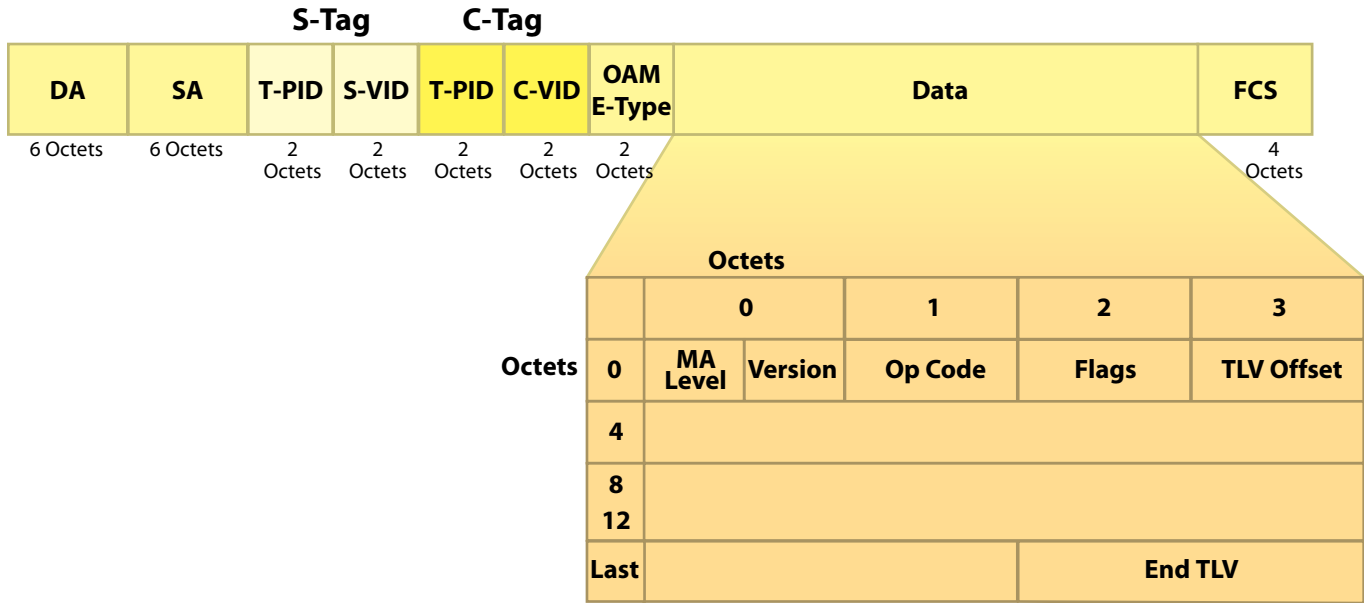 S-Tag C-Tag
DA SA T-PID S-VID T-PID C-VID OAM E-Type Data FCS
6 Octets 6 Octets 2 Octets 2 Octets 2 Octets 2 Octets 2 Octets 4 Octets
Octets
0 1 2 3
Octets 0 MA Level Version Op Code Flags TLV Offset
4
8
12
Last End TLV